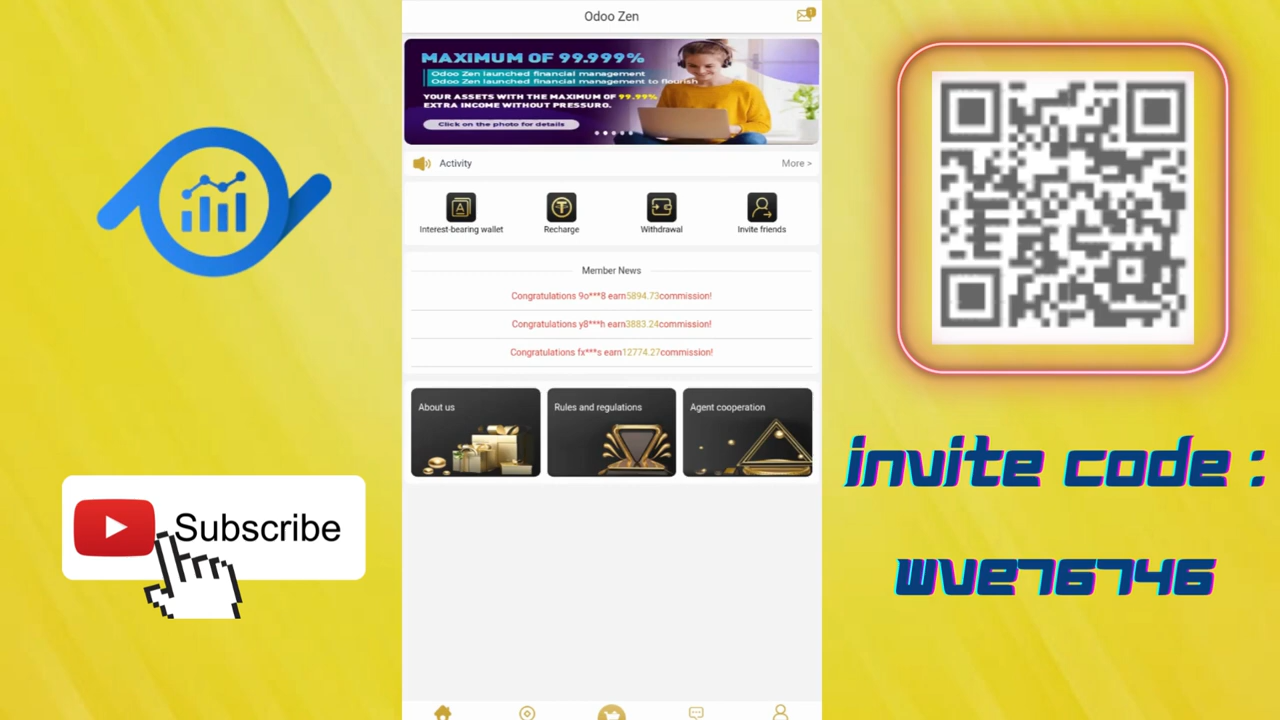 Odoo Zen
1
MAXIMUM OF 99.999%
Odoo Zen launched financial management
Odoo Zen launched financial management to flourish
YOUR ASSETS WITH THE MAXIMUM OF 99.99%
EXTRA INCOME WITHOUT PRESSURO.
Click on the photo for details
Activity
More >
Interest-bearing wallet
Recharge
Withdrawal
Invite friends
Member News
Congratulations 9o***8 earn5894.73commission!
Congratulations y8***h earn3883.24commission!
Congratulations fx***s earn12774.27commission!
About us
Rules and regulations
Agent cooperation
Subscribe
invite code :
wve76746